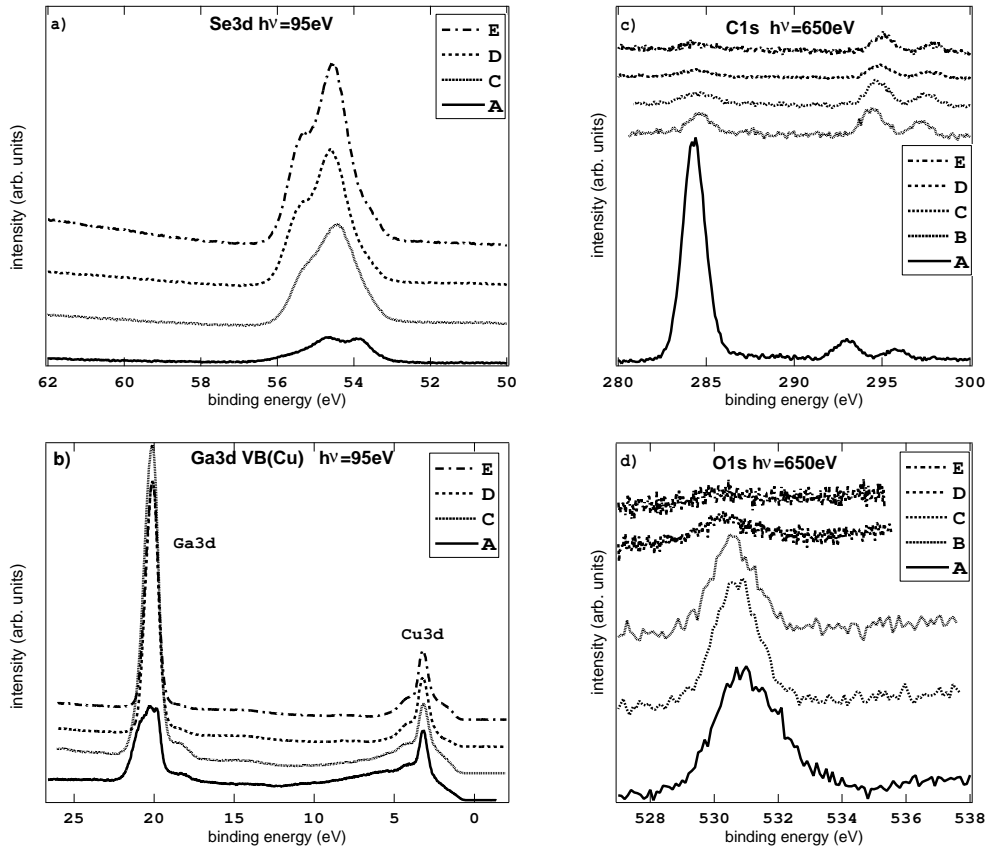 a)
Se3d hν=95eV
E
D
C
A
intensity (arb. units)
62
60
58
56
54
52
50
binding energy (eV)
c)
C1s hν=650eV
E
D
C
B
A
intensity (arb. units)
280
285
290
295
300
binding energy (eV)
b)
Ga3d VB(Cu) hν=95eV
E
D
C
A
Ga3d
Cu3d
intensity (arb. units)
25
20
15
10
5
0
binding energy (eV)
d)
O1s hν=650eV
E
D
C
B
A
intensity (arb. units)
528
530
532
534
536
538
binding energy (eV)